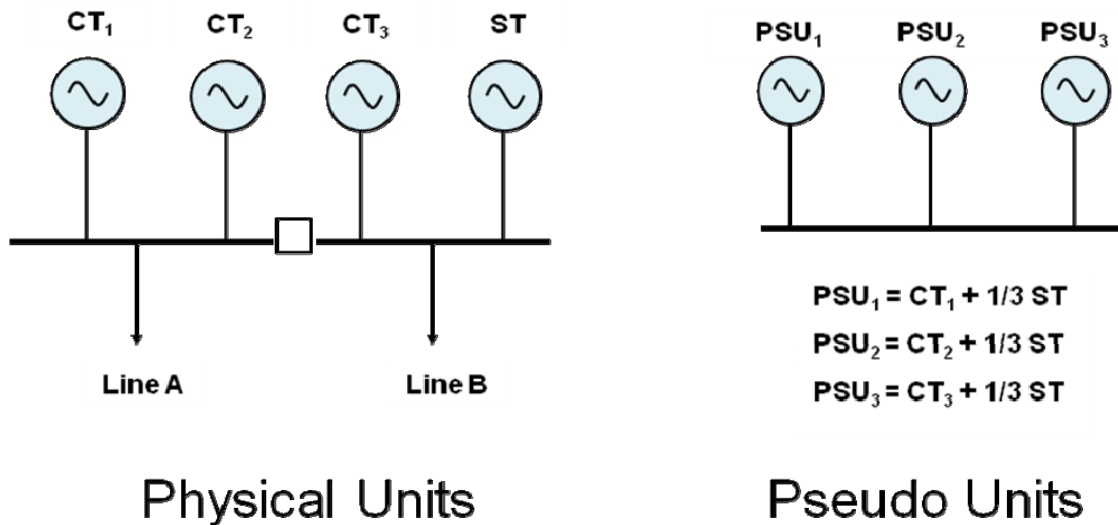 CT₁ CT₂ CT₃ ST
Line A Line B
Physical Units
PSU₁ PSU₂ PSU₃
PSU₁ = CT₁ + 1/3 ST
PSU₂ = CT₂ + 1/3 ST
PSU₃ = CT₃ + 1/3 ST
Pseudo Units